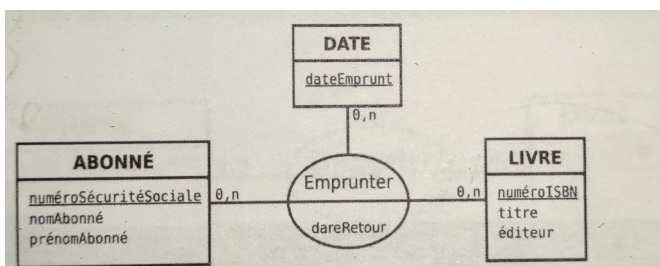 DATE
dateEmprunt
0,n
ABONNÉ
numéroSécuritéSociale
nomAbonné
prénomAbonné
0,n
Emprunter
dareRetour
0,n
LIVRE
numéroISBN
titre
éditeur